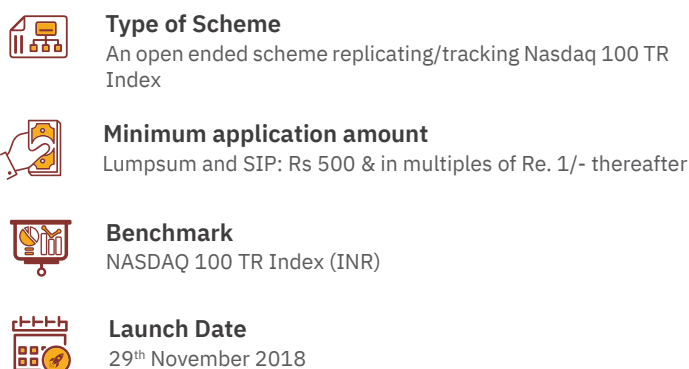 Type of Scheme
An open ended scheme replicating/tracking Nasdaq 100 TR
Index
Minimum application amount
Lumpsum and SIP: Rs 500 & in multiples of Re. 1/- thereafter
Benchmark
NASDAQ 100 TR Index (INR)
Launch Date
29th November 2018